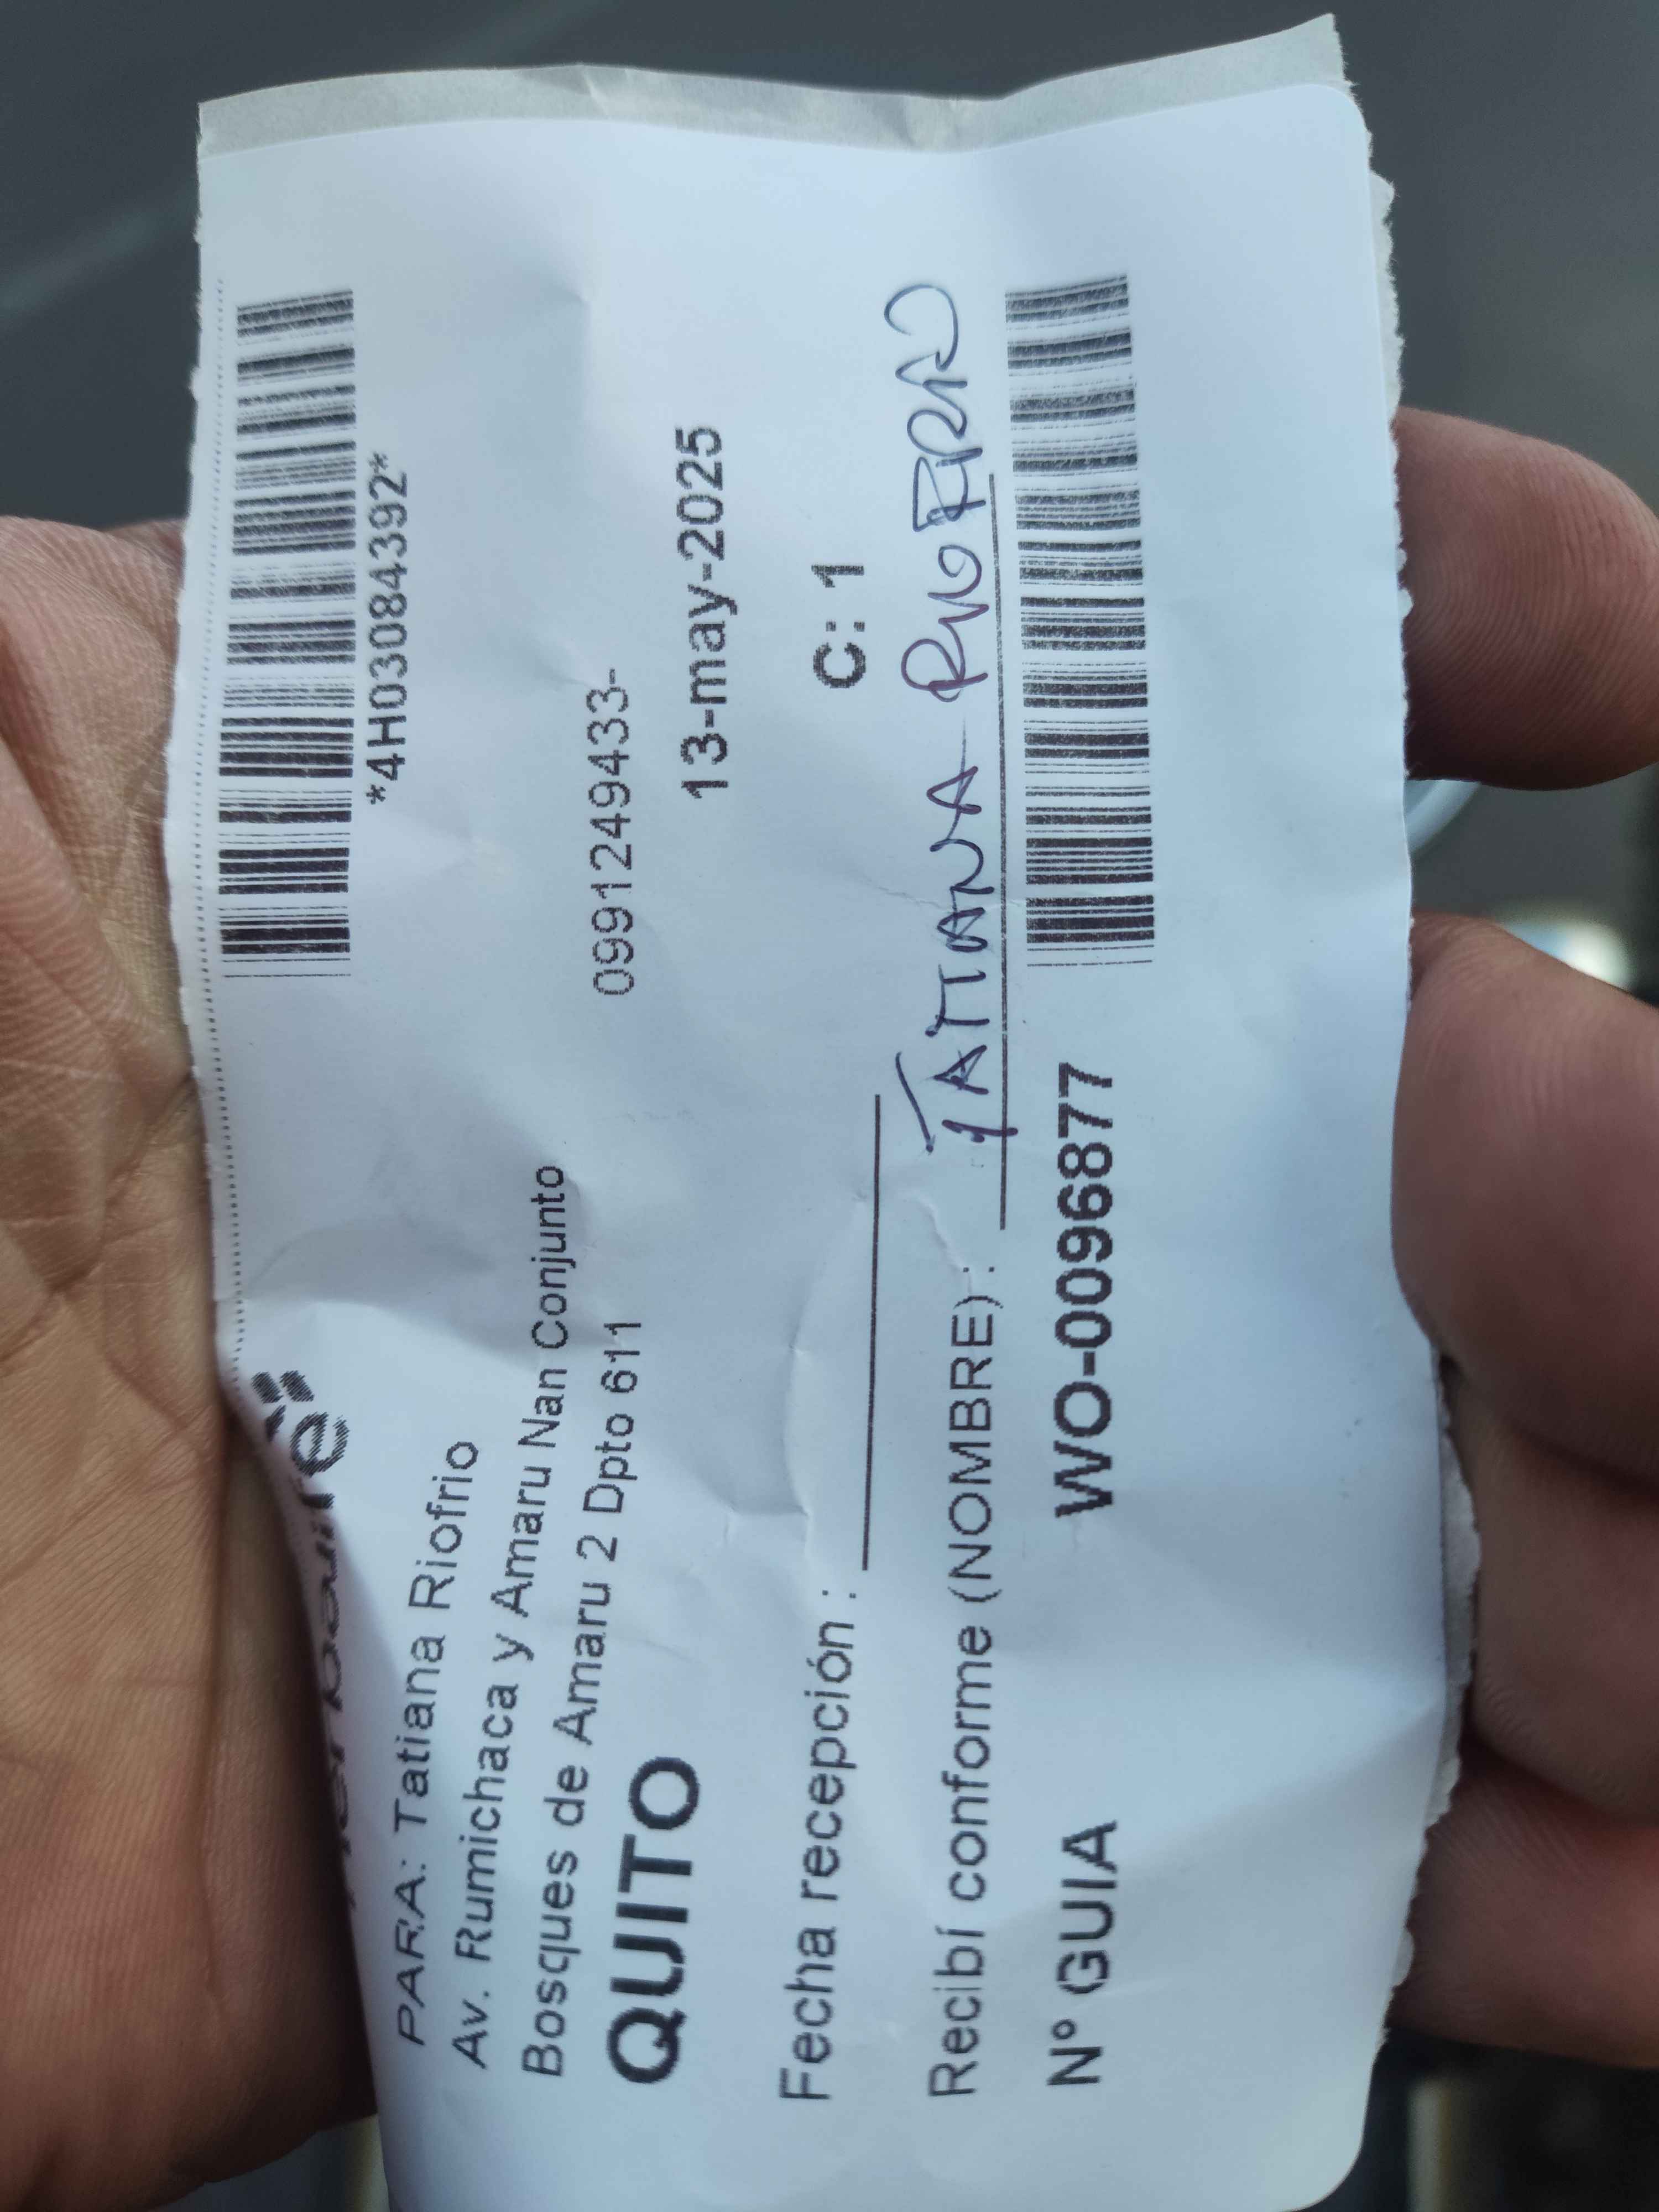 *4H03084392*
PARA: Tatiana Riofrio
Av. Rumichaca y Amaru Nan Conjunto
Bosques de Amaru 2 Dpto 611
0991249433-
QUITO
13-may-2025
Fecha recepción :
C: 1
Recibí conforme (NOMBRE) : TATIANA RIOFRIO
N° GUIA WO-0096877